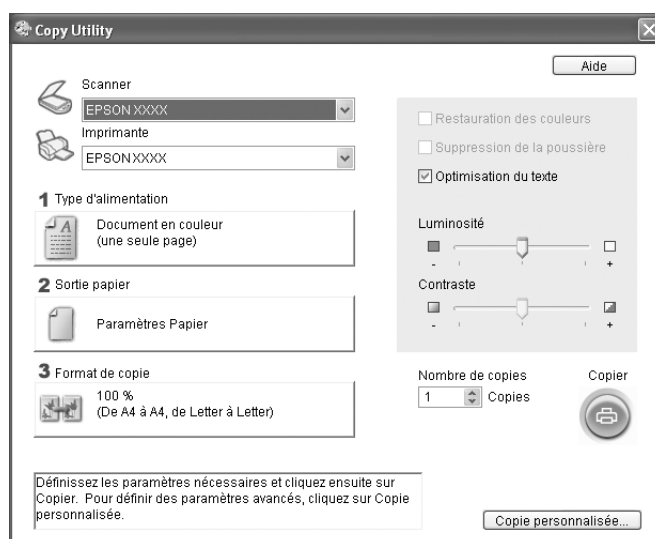 Copy Utility
Aide
Scanner
EPSON XXXX
Imprimante
EPSON XXXX
1 Type d'alimentation
A
Document en couleur
(une seule page)
2 Sortie papier
Paramètres Papier
3 Format de copie
100 %
(De A4 à A4, de Letter à Letter)
Restauration des couleurs
Suppression de la poussière
Optimisation du texte
Luminosité
- +
Contraste
- +
Nombre de copies
1 Copies
Copier
Définissez les paramètres nécessaires et cliquez ensuite sur
Copier. Pour définir des paramètres avancés, cliquez sur Copie
personnalisée.
Copie personnalisée...